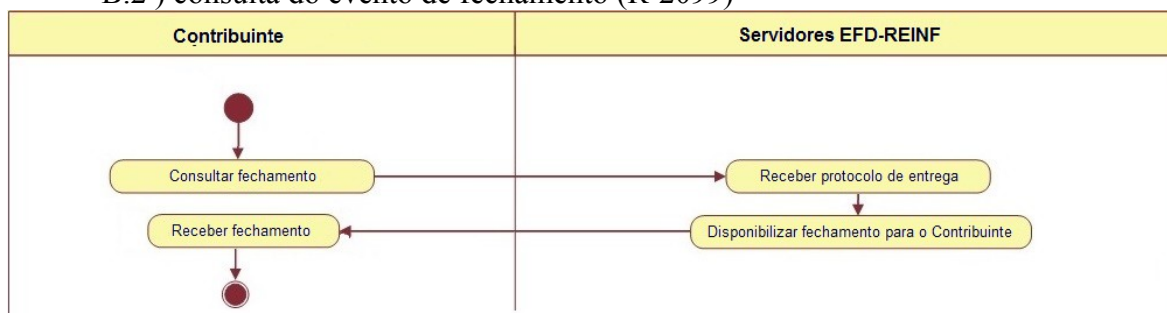 B.2 ) consulta do evento de fechamento (R-2099)
Contribuinte
Servidores EFD-REINF
Consultar fechamento
Receber protocolo de entrega
Receber fechamento
Disponibilizar fechamento para o Contribuinte